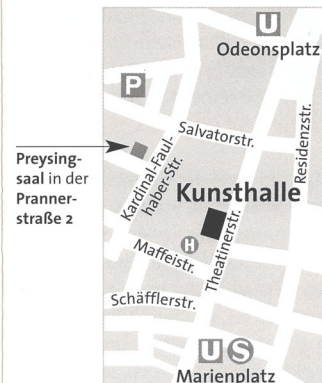 U
Odeonsplatz
P
Salvatorstr.
Residenzstr.
Kardinal-Faul-
haber-Str.
Preysing-
saal in der
Pranner-
straße 2
Kunsthalle
H
Maffeistr.
Theatinerstr.
Schäfflerstr.
U S
Marienplatz